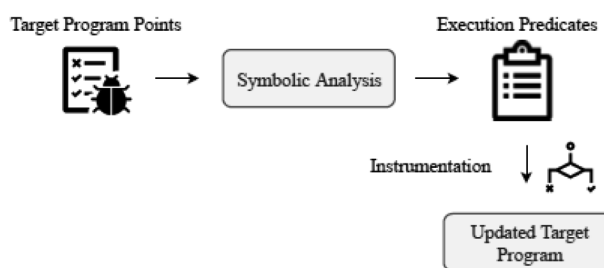 Target Program Points
Execution Predicates
Symbolic Analysis
Instrumentation
Updated Target
Program